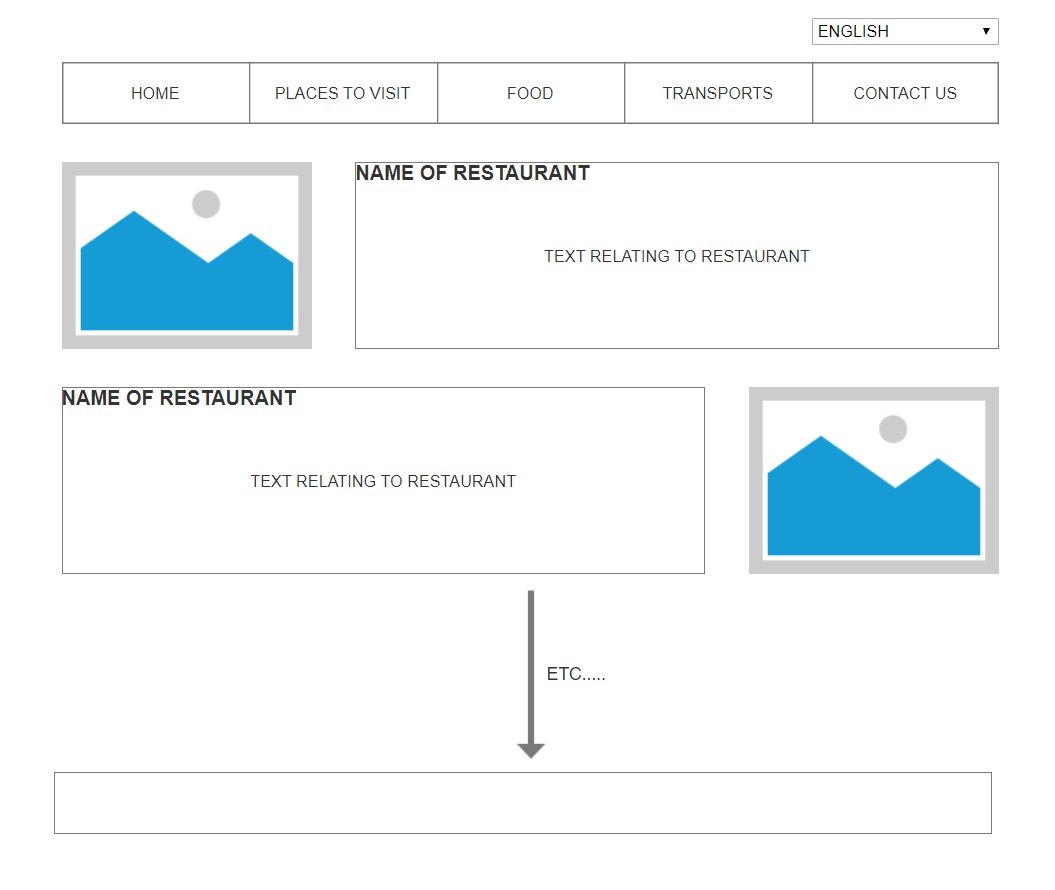 ENGLISH
HOME
PLACES TO VISIT
FOOD
TRANSPORTS
CONTACT US
NAME OF RESTAURANT
TEXT RELATING TO RESTAURANT
NAME OF RESTAURANT
TEXT RELATING TO RESTAURANT
ETC.....